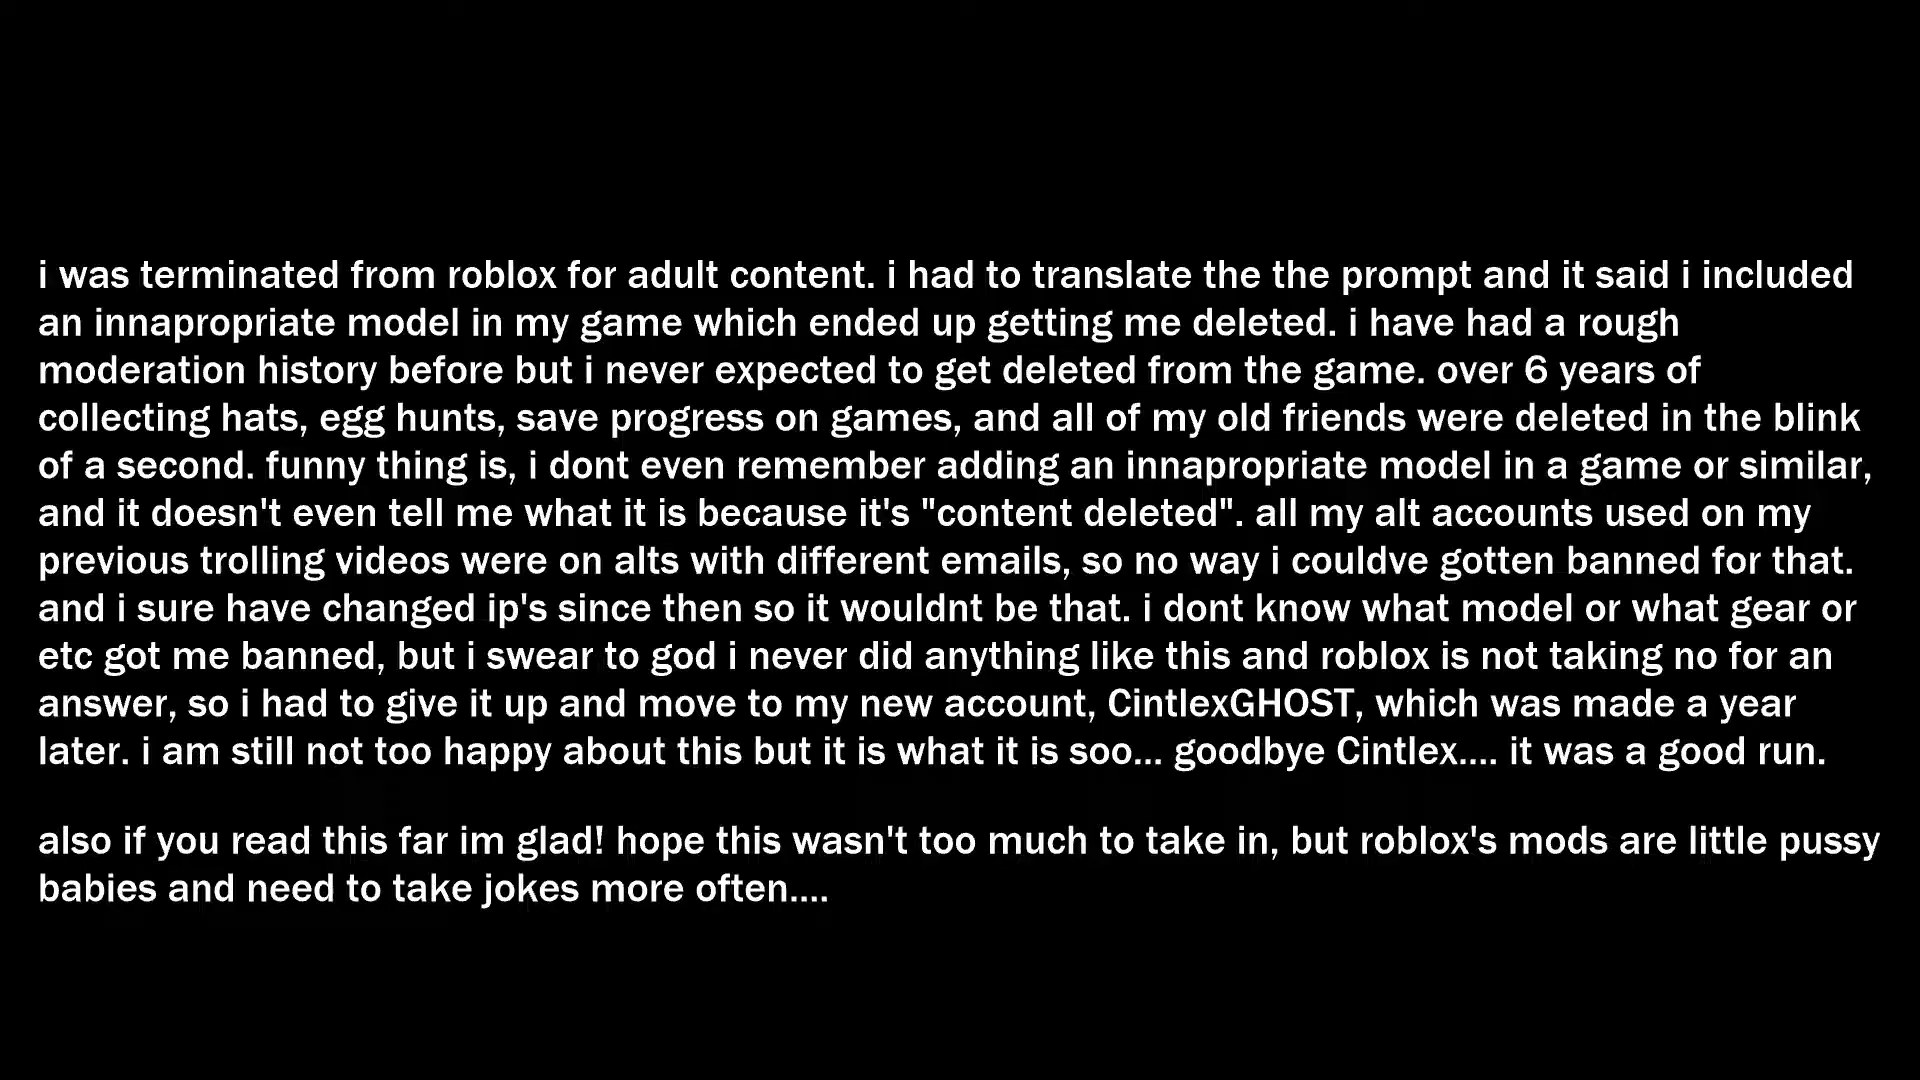 i was terminated from roblox for adult content. i had to translate the the prompt and it said i included
an innapropriate model in my game which ended up getting me deleted. i have had a rough
moderation history before but i never expected to get deleted from the game. over 6 years of
collecting hats, egg hunts, save progress on games, and all of my old friends were deleted in the blink
of a second. funny thing is, i dont even remember adding an innapropriate model in a game or similar,
and it doesn't even tell me what it is because it's "content deleted". all my alt accounts used on my
previous trolling videos were on alts with different emails, so no way i couldve gotten banned for that.
and i sure have changed ip's since then so it wouldnt be that. i dont know what model or what gear or
etc got me banned, but i swear to god i never did anything like this and roblox is not taking no for an
answer, so i had to give it up and move to my new account, CintlexGHOST, which was made a year
later. i am still not too happy about this but it is what it is soo... goodbye Cintlex.... it was a good run.
also if you read this far im glad! hope this wasn't too much to take in, but roblox's mods are little pussy
babies and need to take jokes more often....